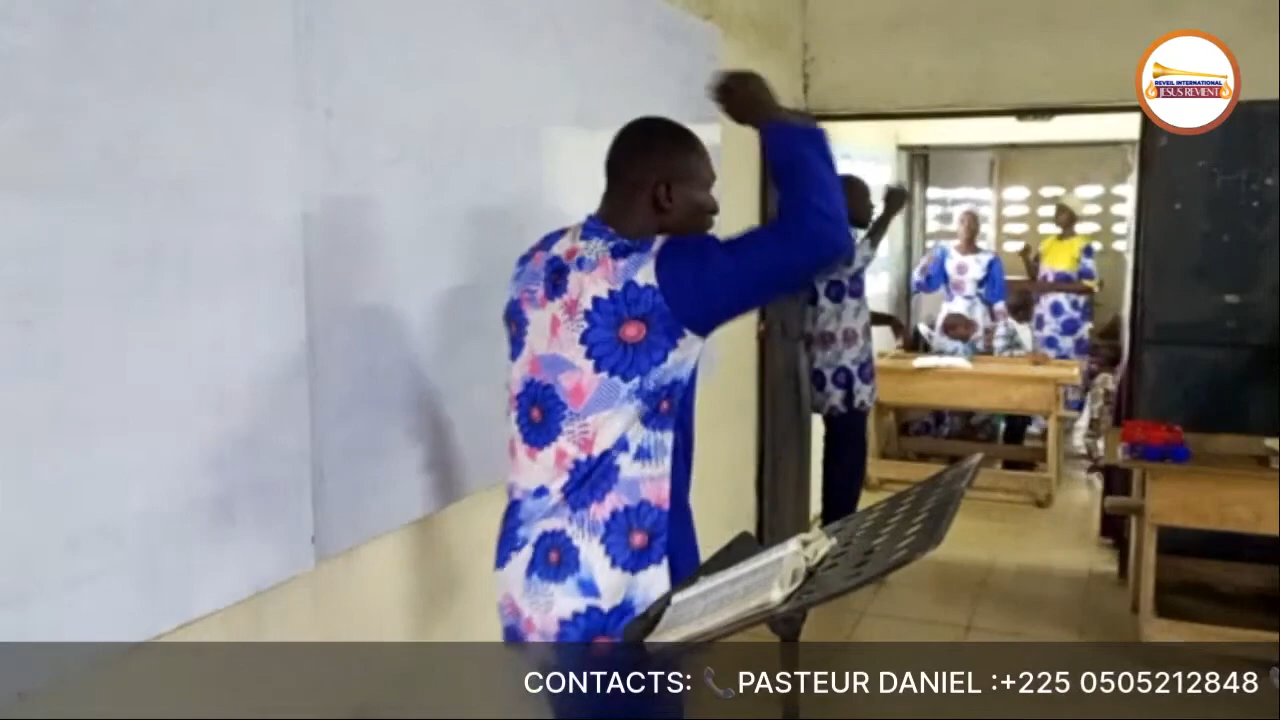 REVEIL INTERNATIONAL
JESUS REVIENT
CONTACTS: 📞PASTEUR DANIEL :+225 0505212848